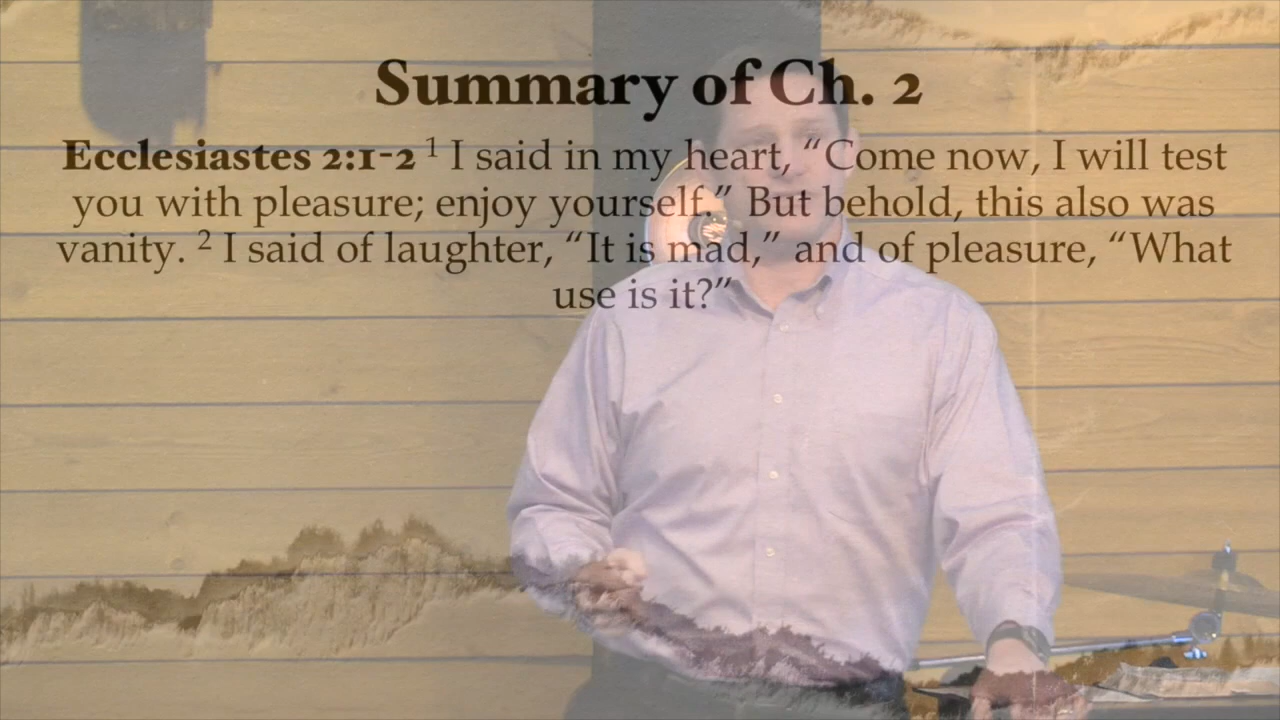 Summary of Ch. 2
Ecclesiastes 2:1-2 1 I said in my heart, “Come now, I will test
you with pleasure; enjoy yourself.” But behold, this also was
vanity. 2 I said of laughter, “It is mad,” and of pleasure, “What
use is it?”